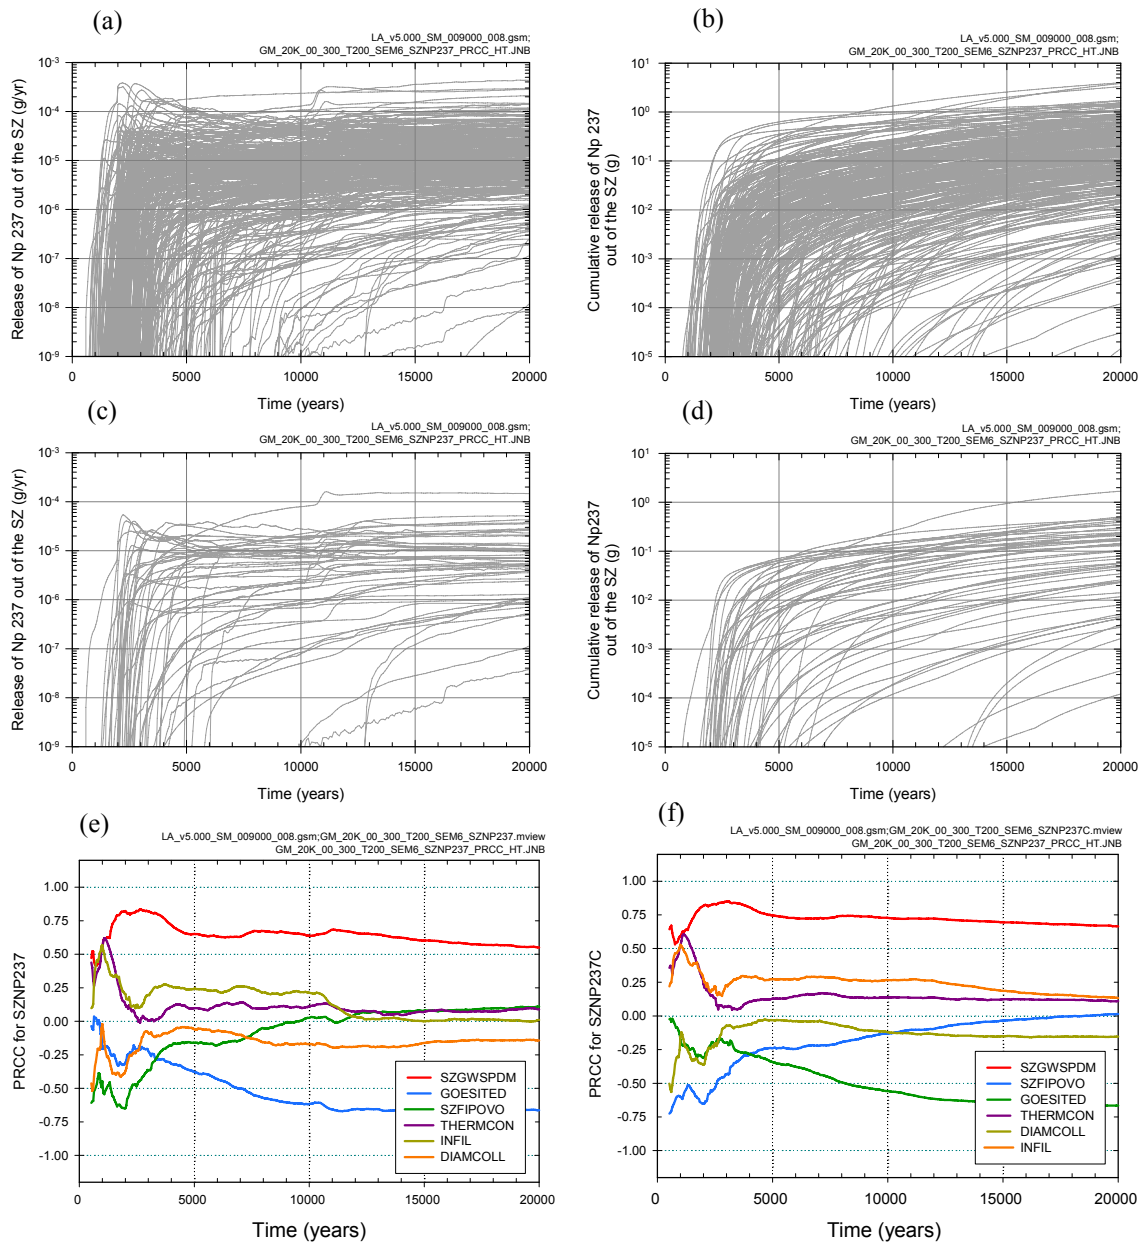 (a)
LA_v5.000_SM_009000_008.gsm;
GM_20K_00_300_T200_SEM6_SZNP237_PRCC_HT.JNB
Release of Np 237 out of the SZ (g/yr)
10-3
10-4
10-5
10-6
10-7
10-8
10-9
0 5000 10000 15000 20000
Time (years)
(b)
LA_v5.000_SM_009000_008.gsm;
GM_20K_00_300_T200_SEM6_SZNP237_PRCC_HT.JNB
Cumulative release of Np 237
out of the SZ (g)
101
100
10-1
10-2
10-3
10-4
10-5
0 5000 10000 15000 20000
Time (years)
(c)
LA_v5.000_SM_009000_008.gsm;
GM_20K_00_300_T200_SEM6_SZNP237_PRCC_HT.JNB
Release of Np 237 out of the SZ (g/yr)
10-3
10-4
10-5
10-6
10-7
10-8
10-9
0 5000 10000 15000 20000
Time (years)
(d)
LA_v5.000_SM_009000_008.gsm;
GM_20K_00_300_T200_SEM6_SZNP237_PRCC_HT.JNB
Cumulative release of Np237
out of the SZ (g)
101
100
10-1
10-2
10-3
10-4
10-5
0 5000 10000 15000 20000
Time (years)
(e)
LA_v5.000_SM_009000_008.gsm;GM_20K_00_300_T200_SEM6_SZNP237.mview
GM_20K_00_300_T200_SEM6_SZNP237_PRCC_HT.JNB
PRCC for SZNP237
1.00
0.75
0.50
0.25
0.00
-0.25
-0.50
-0.75
-1.00
SZGWSPDM
GOESITED
SZFIPOVO
THERMCON
INFIL
DIAMCOLL
0 5000 10000 15000 20000
Time (years)
(f)
LA_v5.000_SM_009000_008.gsm;GM_20K_00_300_T200_SEM6_SZNP237C.mview
GM_20K_00_300_T200_SEM6_SZNP237_PRCC_HT.JNB
PRCC for SZNP237C
1.00
0.75
0.50
0.25
0.00
-0.25
-0.50
-0.75
-1.00
SZGWSPDM
SZFIPOVO
GOESITED
THERMCON
DIAMCOLL
INFIL
0 5000 10000 15000 20000
Time (years)